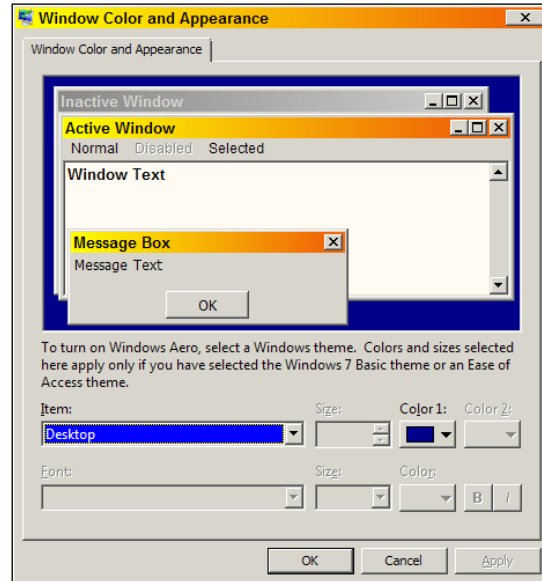 Window Color and Appearance
Window Color and Appearance
Inactive Window
Active Window
Normal Disabled Selected
Window Text
Message Box
Message Text
OK
To turn on Windows Aero, select a Windows theme. Colors and sizes selected
here apply only if you have selected the Windows 7 Basic theme or an Ease of
Access theme.
Item: Size: Color 1: Color 2:
Desktop
Font: Size: Color:
B I
OK Cancel Apply